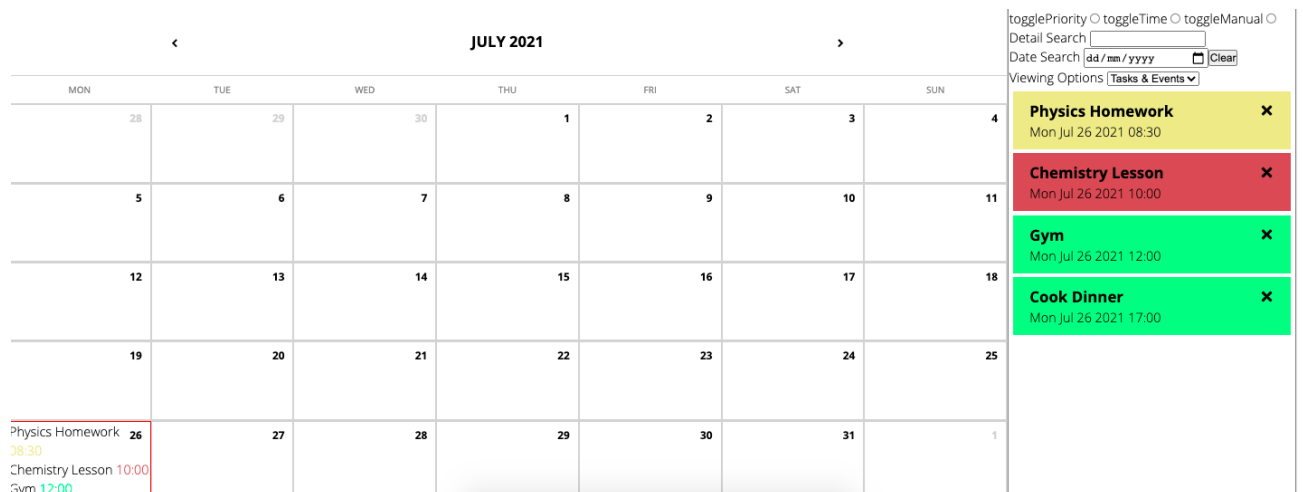 JULY 2021
MON TUE WED THU FRI SAT SUN
28 29 30 1 2 3 4
5 6 7 8 9 10 11
12 13 14 15 16 17 18
19 20 21 22 23 24 25
26 27 28 29 30 31 1
Physics Homework
08:30
Chemistry Lesson 10:00
Gym 12:00
togglePriority toggleTime toggleManual
Detail Search
Date Search dd/mm/yyyy Clear
Viewing Options Tasks & Events
Physics Homework
Mon Jul 26 2021 08:30
Chemistry Lesson
Mon Jul 26 2021 10:00
Gym
Mon Jul 26 2021 12:00
Cook Dinner
Mon Jul 26 2021 17:00